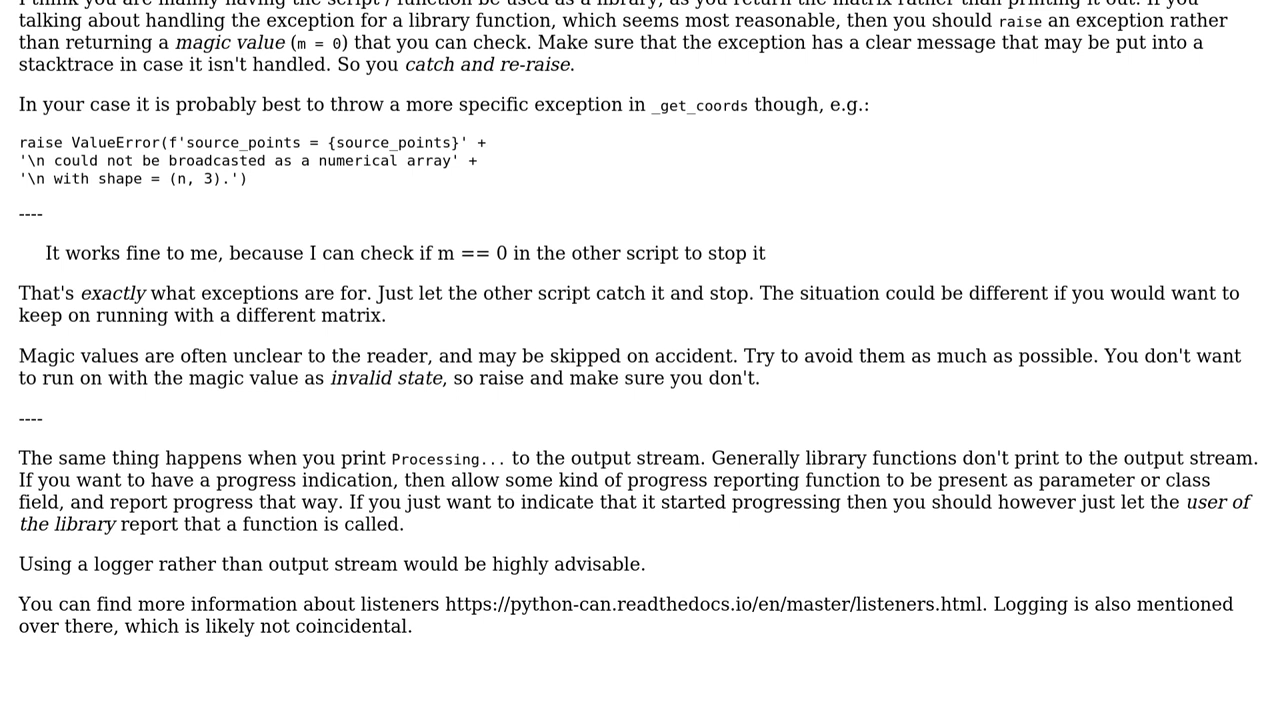 talking about handling the exception for a library function, which seems most reasonable, then you should raise an exception rather
than returning a magic value (m = 0) that you can check. Make sure that the exception has a clear message that may be put into a
stacktrace in case it isn't handled. So you catch and re-raise.
In your case it is probably best to throw a more specific exception in _get_coords though, e.g.:
raise ValueError(f'source_points = {source_points}' +
'\n could not be broadcasted as a numerical array' +
'\n with shape = (n, 3).')
----
It works fine to me, because I can check if m == 0 in the other script to stop it
That's exactly what exceptions are for. Just let the other script catch it and stop. The situation could be different if you would want to
keep on running with a different matrix.
Magic values are often unclear to the reader, and may be skipped on accident. Try to avoid them as much as possible. You don't want
to run on with the magic value as invalid state, so raise and make sure you don't.
----
The same thing happens when you print Processing... to the output stream. Generally library functions don't print to the output stream.
If you want to have a progress indication, then allow some kind of progress reporting function to be present as parameter or class
field, and report progress that way. If you just want to indicate that it started progressing then you should however just let the user of
the library report that a function is called.
Using a logger rather than output stream would be highly advisable.
You can find more information about listeners https://python-can.readthedocs.io/en/master/listeners.html. Logging is also mentioned
over there, which is likely not coincidental.